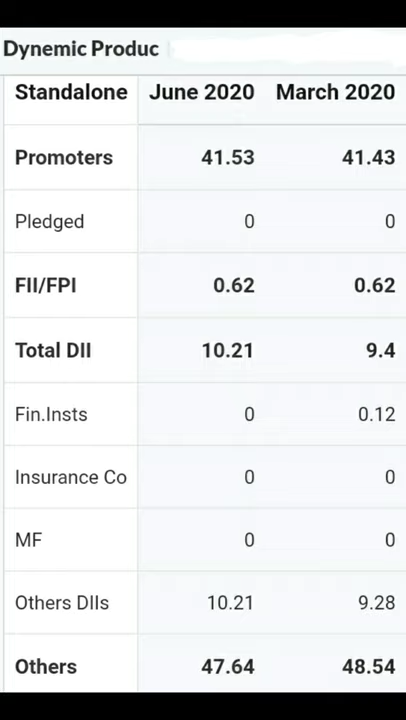 Dynemic Produc
Standalone June 2020 March 2020
Promoters 41.53 41.43
Pledged 0 0
FII/FPI 0.62 0.62
Total DII 10.21 9.4
Fin.Insts 0 0.12
Insurance Co 0 0
MF 0 0
Others DIIs 10.21 9.28
Others 47.64 48.54